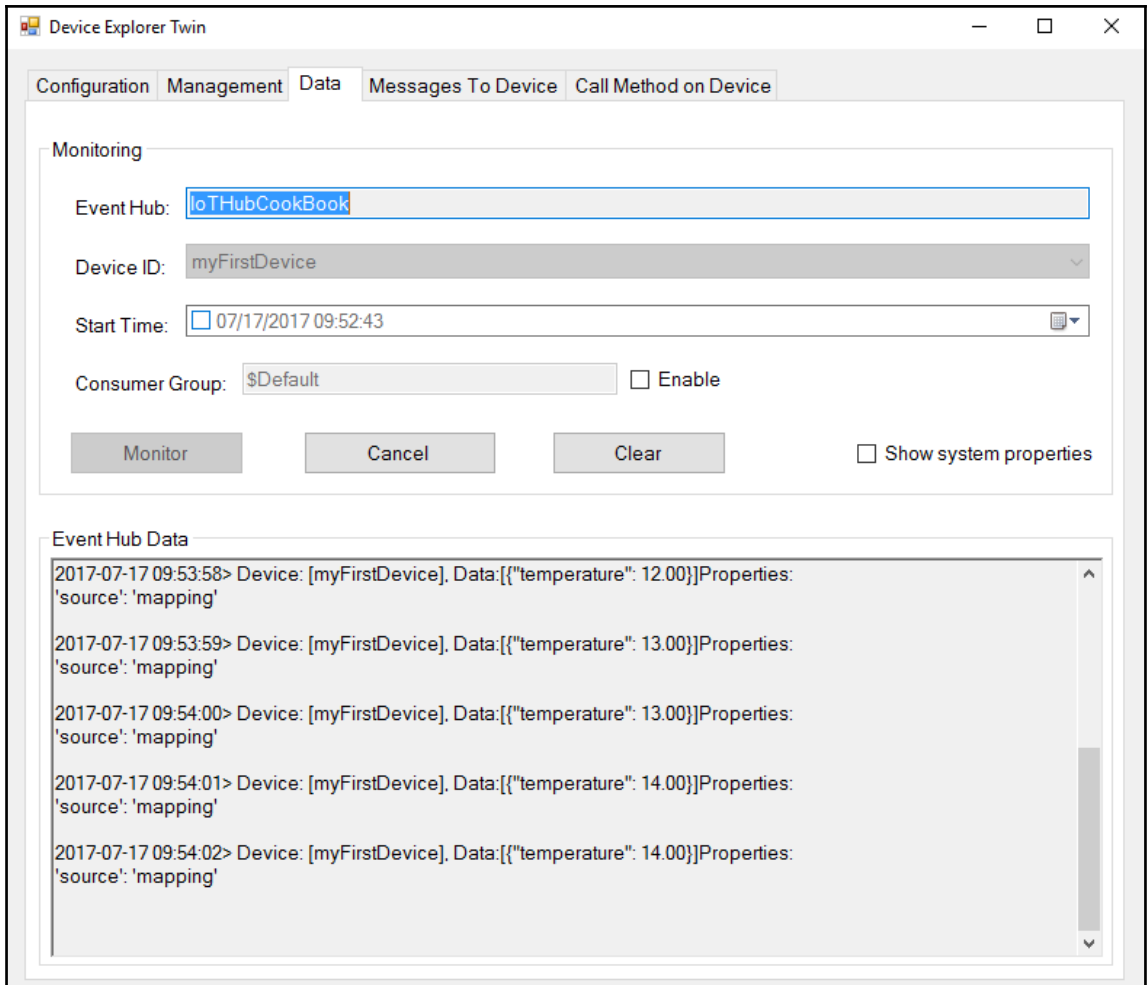 Device Explorer Twin
Configuration Management Data Messages To Device Call Method on Device
Monitoring
Event Hub: IoTHubCookBook
Device ID: myFirstDevice
Start Time: 07/17/2017 09:52:43
Consumer Group: $Default Enable
Monitor Cancel Clear Show system properties
Event Hub Data
2017-07-17 09:53:58> Device: [myFirstDevice], Data:[{"temperature": 12.00}]Properties:
'source': 'mapping'
2017-07-17 09:53:59> Device: [myFirstDevice], Data:[{"temperature": 13.00}]Properties:
'source': 'mapping'
2017-07-17 09:54:00> Device: [myFirstDevice], Data:[{"temperature": 13.00}]Properties:
'source': 'mapping'
2017-07-17 09:54:01> Device: [myFirstDevice], Data:[{"temperature": 14.00}]Properties:
'source': 'mapping'
2017-07-17 09:54:02> Device: [myFirstDevice], Data:[{"temperature": 14.00}]Properties:
'source': 'mapping'